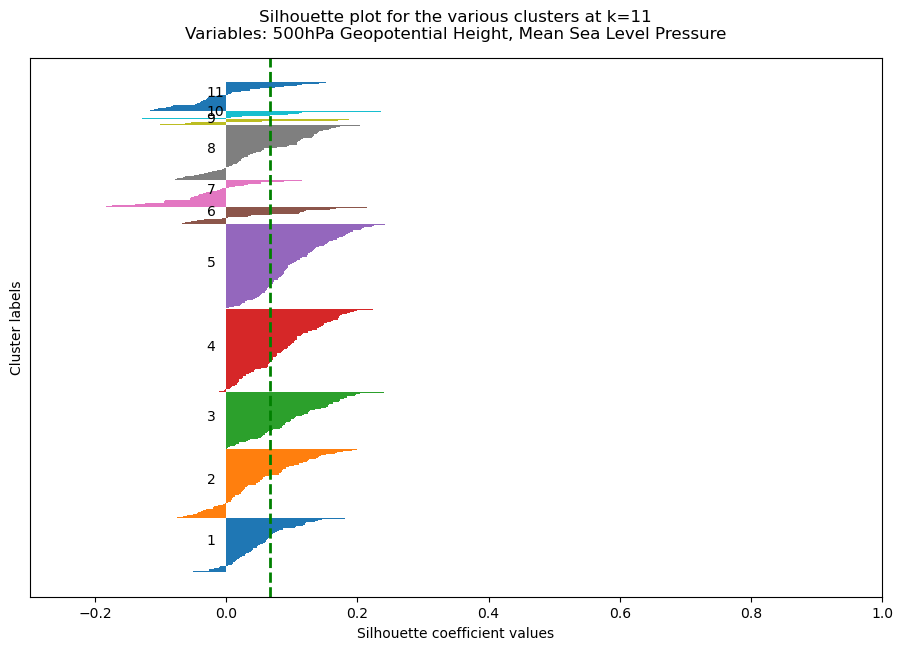 Silhouette plot for the various clusters at k=11
Variables: 500hPa Geopotential Height, Mean Sea Level Pressure
Cluster labels
11
10
9
8
7
6
5
4
3
2
1
−0.2 0.0 0.2 0.4 0.6 0.8 1.0
Silhouette coefficient values